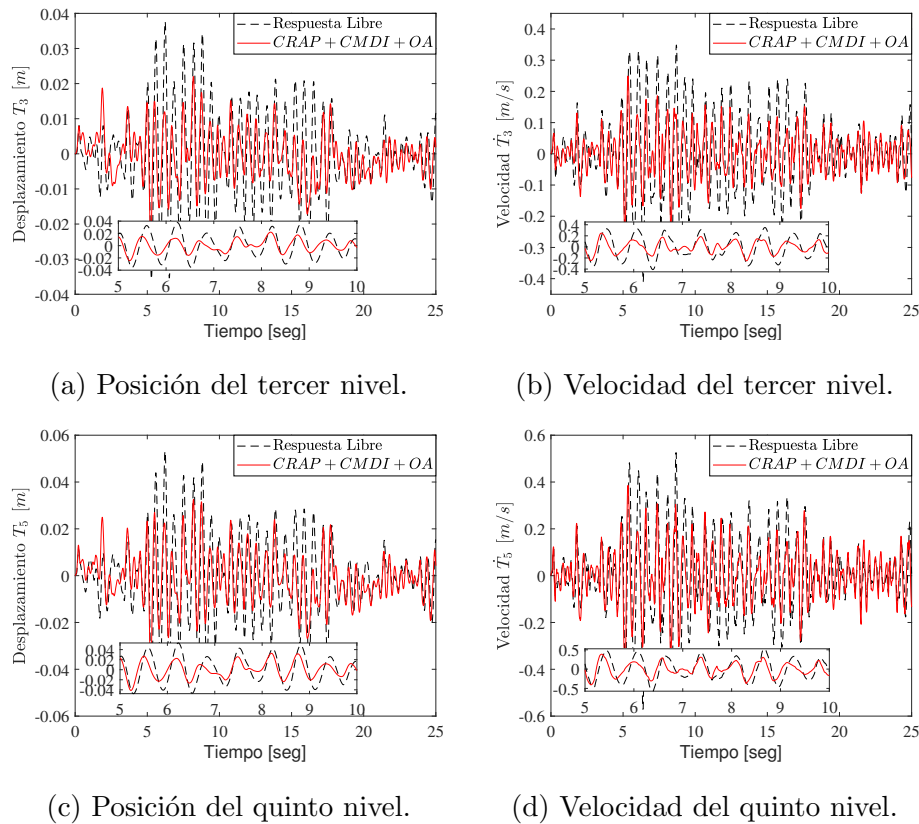 0.04
0.03
0.02
0.01
0
-0.01
-0.02
-0.03
-0.04
Desplazamiento T₃ [m]
Respuesta Libre
CRAP + CMDI + OA
0.04
0.02
0
-0.02
-0.04
5 6 7 8 9 10
0 5 10 15 20 25
Tiempo [seg]
(a) Posición del tercer nivel.
0.4
0.3
0.2
0.1
0
-0.1
-0.2
-0.3
-0.4
Velocidad Ṫ₃ [m/s]
Respuesta Libre
CRAP + CMDI + OA
0.4
0.2
0
-0.2
-0.4
5 6 7 8 9 10
0 5 10 15 20 25
Tiempo [seg]
(b) Velocidad del tercer nivel.
0.06
0.04
0.02
0
-0.02
-0.04
-0.06
Desplazamiento T₅ [m]
Respuesta Libre
CRAP + CMDI + OA
0.04
0.02
0
-0.02
-0.04
5 6 7 8 9 10
0 5 10 15 20 25
Tiempo [seg]
(c) Posición del quinto nivel.
0.6
0.4
0.2
0
-0.2
-0.4
-0.6
Velocidad Ṫ₅ [m/s]
Respuesta Libre
CRAP + CMDI + OA
0.5
0
-0.5
5 6 7 8 9 10
0 5 10 15 20 25
Tiempo [seg]
(d) Velocidad del quinto nivel.